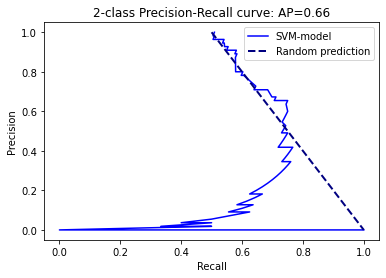 2-class Precision-Recall curve: AP=0.66
SVM-model
Random prediction
Precision
1.0
0.8
0.6
0.4
0.2
0.0
0.0 0.2 0.4 0.6 0.8 1.0
Recall